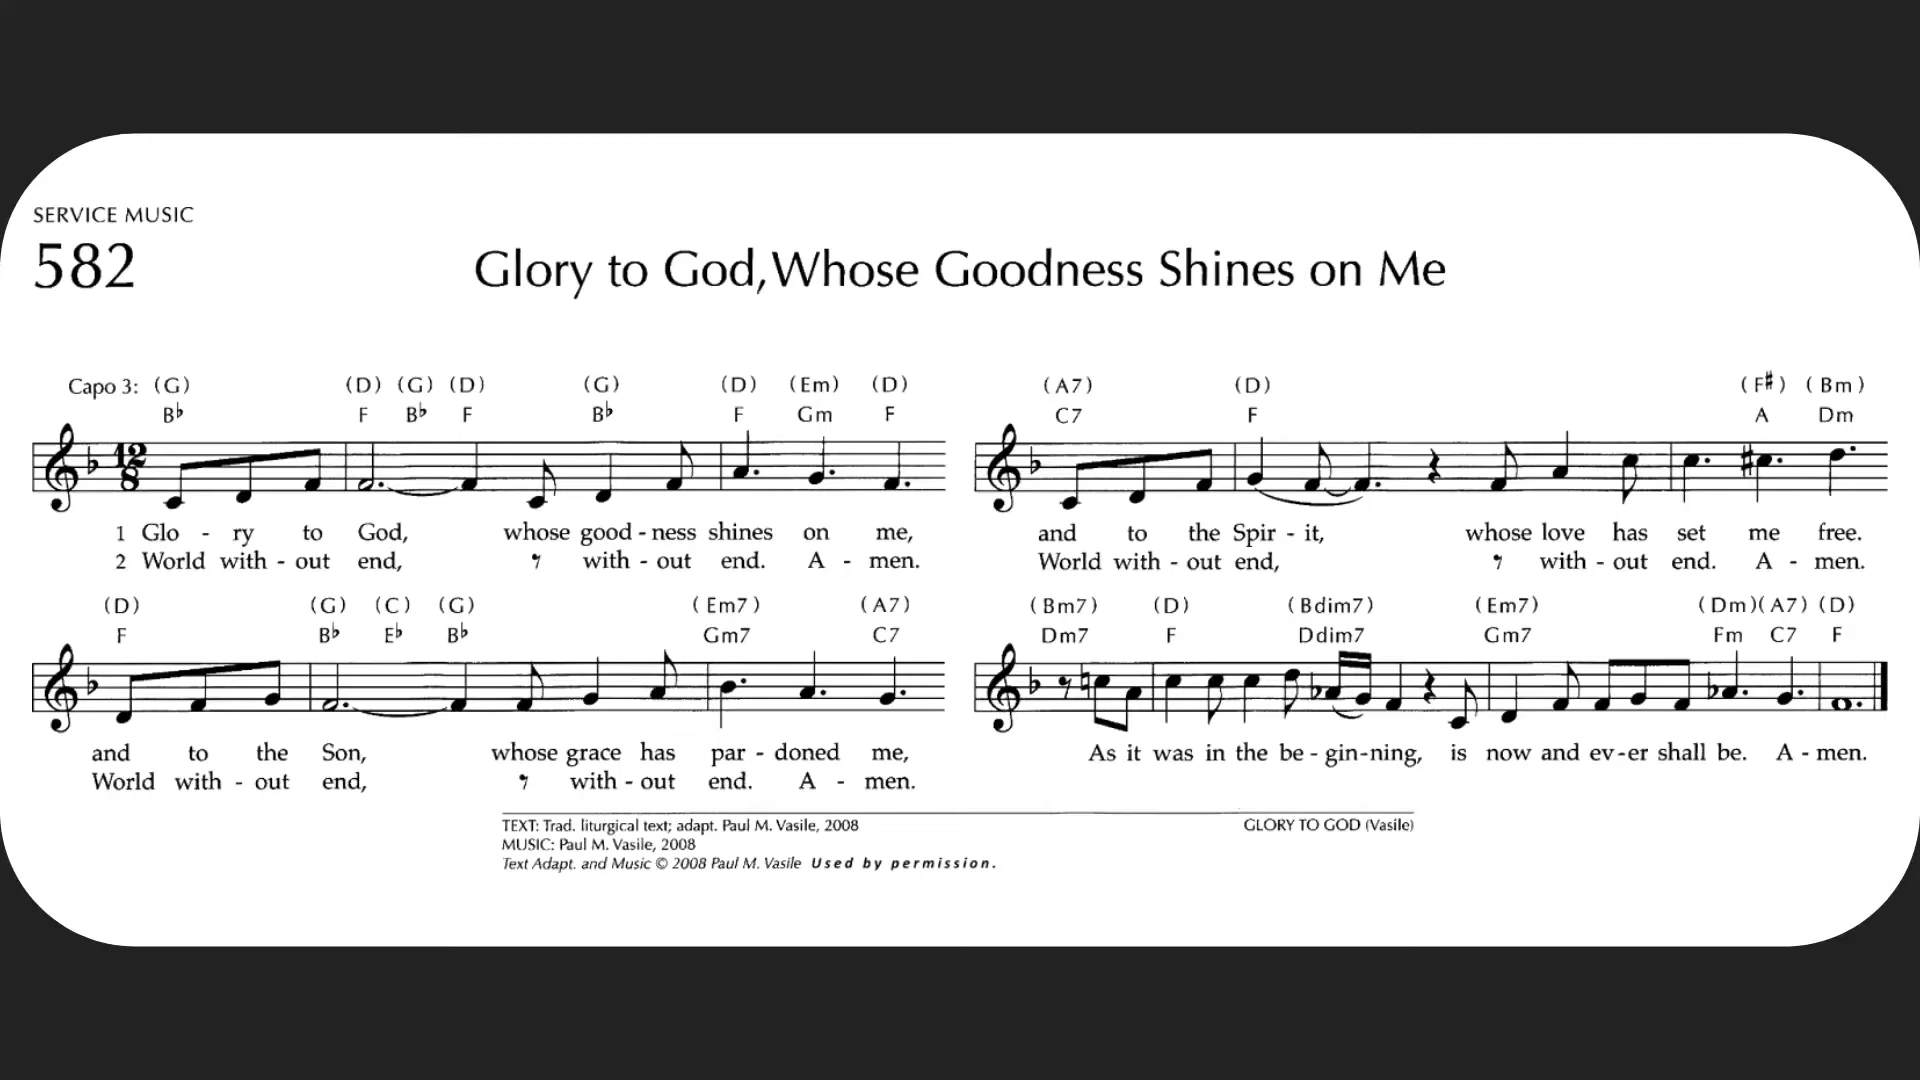 SERVICE MUSIC
582
Glory to God, Whose Goodness Shines on Me
Capo 3: (G) (D) (G) (D) (G) (D) (Em) (D)
B♭ F B♭ F B♭ F Gm F
12
8
1 Glo - ry to God, whose good - ness shines on me,
2 World with - out end, with - out end. A - men.
(D) (G) (C) (G) (Em7) (A7)
F B♭ E♭ B♭ Gm7 C7
and to the Son, whose grace has par - doned me,
World with - out end, with - out end. A - men.
(A7) (D) (F♯) (Bm)
C7 F A Dm
and to the Spir - it, whose love has set me free.
World with - out end, with - out end. A - men.
(Bm7) (D) (Bdim7) (Em7) (Dm) (A7) (D)
Dm7 F Ddim7 Gm7 Fm C7 F
As it was in the be - gin - ning, is now and ev - er shall be. A - men.
TEXT: Trad. liturgical text; adapt. Paul M. Vasile, 2008
MUSIC: Paul M. Vasile, 2008
Text Adapt. and Music © 2008 Paul M. Vasile Used by permission.
GLORY TO GOD (Vasile)